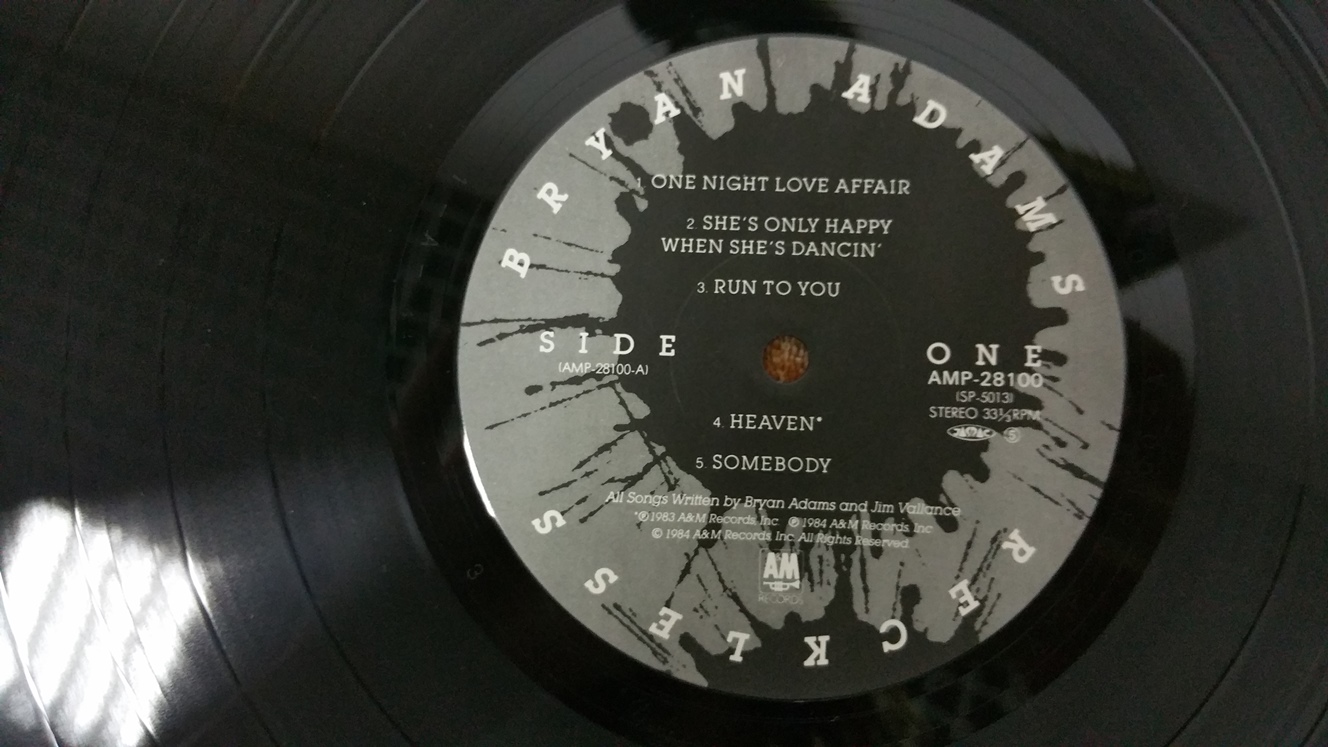 BRYAN ADAMS
1. ONE NIGHT LOVE AFFAIR
2. SHE'S ONLY HAPPY
WHEN SHE'S DANCIN'
3. RUN TO YOU
SIDE ONE
(AMP-28100-A)
AMP-28100
(SP-5013)
STEREO 33⅓RPM
4. HEAVEN*
5. SOMEBODY
All Songs Written by Bryan Adams and Jim Vallance
*℗1983 A&M Records, Inc ℗ 1984 A&M Records, Inc
© 1984 A&M Records, Inc. All Rights Reserved.
AM
RECORDS
RECKLESS